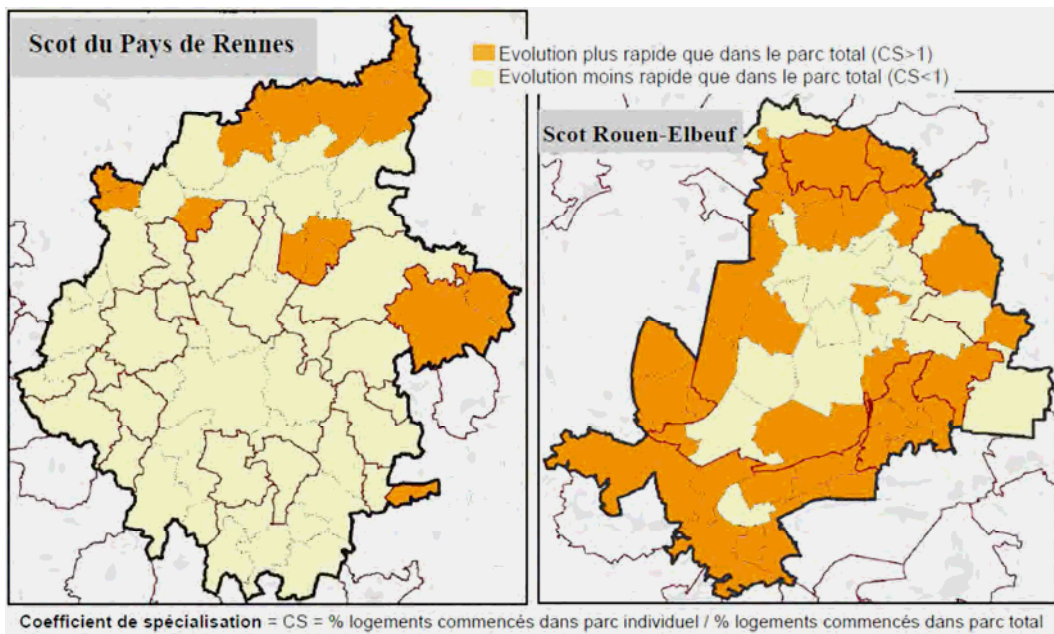 Scot du Pays de Rennes
Evolution plus rapide que dans le parc total (CS>1)
Evolution moins rapide que dans le parc total (CS<1)
Scot Rouen-Elbeuf
Coefficient de spécialisation = CS = % logements commencés dans parc individuel / % logements commencés dans parc total